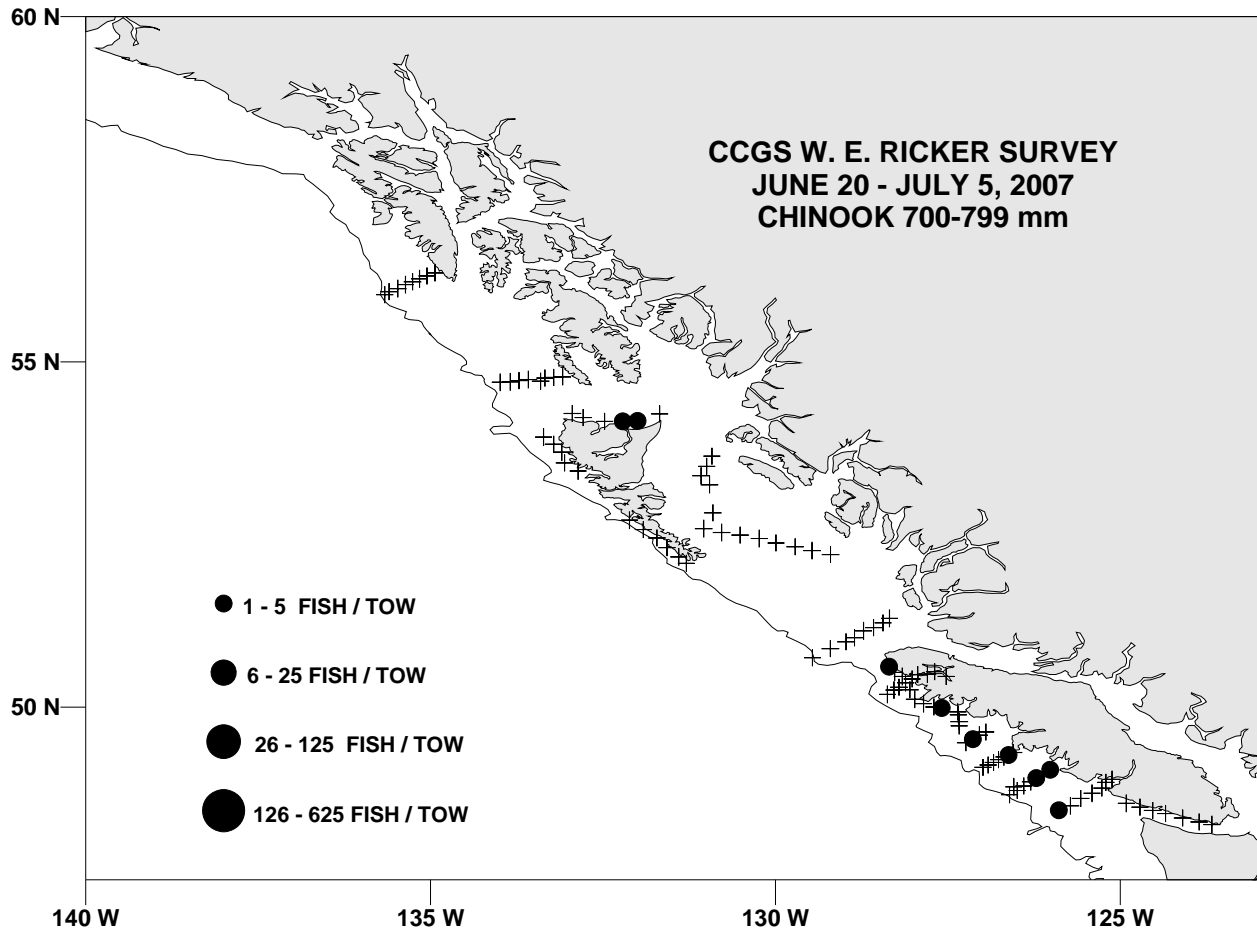 60 N
CCGS W. E. RICKER SURVEY
JUNE 20 - JULY 5, 2007
CHINOOK 700-799 mm
55 N
1 - 5 FISH / TOW
6 - 25 FISH / TOW
50 N
26 - 125 FISH / TOW
126 - 625 FISH / TOW
140 W
135 W
130 W
125 W